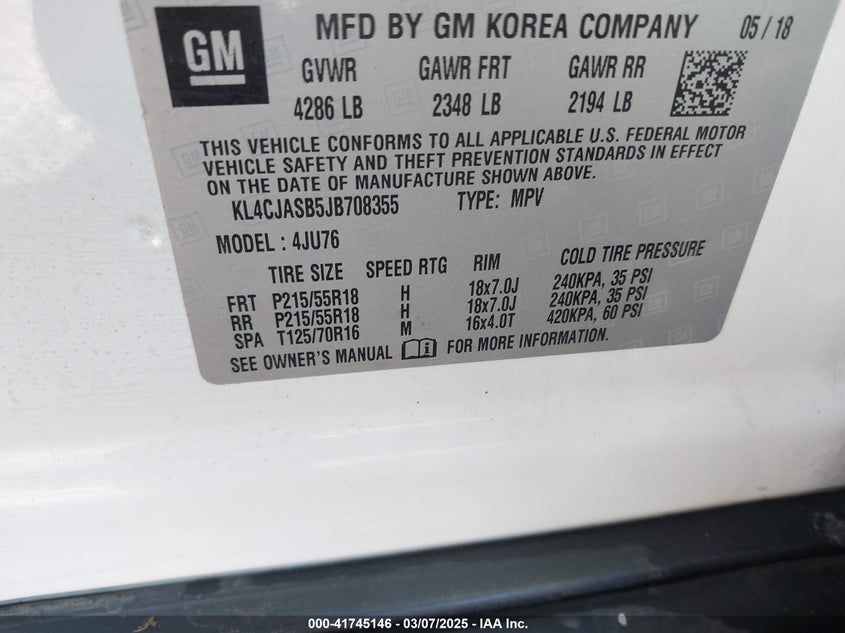 GM
MFD BY GM KOREA COMPANY 05 / 18
GVWR GAWR FRT GAWR RR
4286 LB 2348 LB 2194 LB
THIS VEHICLE CONFORMS TO ALL APPLICABLE U.S. FEDERAL MOTOR
VEHICLE SAFETY AND THEFT PREVENTION STANDARDS IN EFFECT
ON THE DATE OF MANUFACTURE SHOWN ABOVE.
KL4CJASB5JB708355 TYPE: MPV
MODEL : 4JU76
TIRE SIZE SPEED RTG RIM COLD TIRE PRESSURE
FRT P215/55R18 H 18x7.0J 240KPA, 35 PSI
RR P215/55R18 H 18x7.0J 240KPA, 35 PSI
SPA T125/70R16 M 16x4.0T 420KPA, 60 PSI
SEE OWNER'S MANUAL FOR MORE INFORMATION.
000-41745146 - 03/07/2025 - IAA Inc.